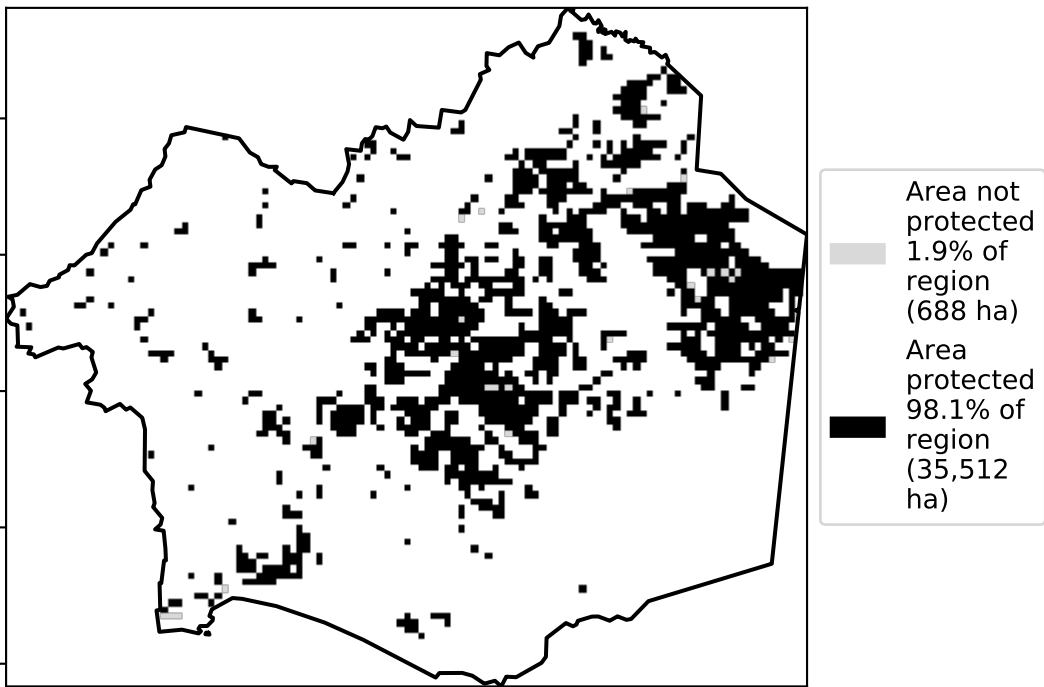 Area not
protected
1.9% of
region
(688 ha)
Area
protected
98.1% of
region
(35,512
ha)